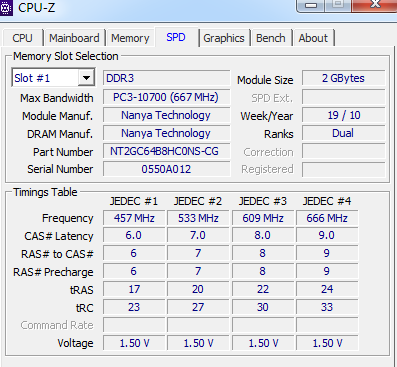 CPU-Z
CPU Mainboard Memory SPD Graphics Bench About
Memory Slot Selection
Slot #1 DDR3 Module Size 2 GBytes
Max Bandwidth PC3-10700 (667 MHz) SPD Ext.
Module Manuf. Nanya Technology Week/Year 19 / 10
DRAM Manuf. Nanya Technology Ranks Dual
Part Number NT2GC64B8HC0NS-CG Correction
Serial Number 0550A012 Registered
Timings Table
JEDEC #1 JEDEC #2 JEDEC #3 JEDEC #4
Frequency 457 MHz 533 MHz 609 MHz 666 MHz
CAS# Latency 6.0 7.0 8.0 9.0
RAS# to CAS# 6 7 8 9
RAS# Precharge 6 7 8 9
tRAS 17 20 22 24
tRC 23 27 30 33
Command Rate
Voltage 1.50 V 1.50 V 1.50 V 1.50 V